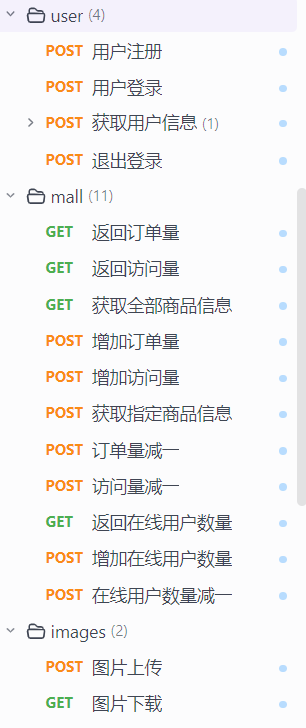 user (4)
POST 用户注册
POST 用户登录
POST 获取用户信息 (1)
POST 退出登录
mall (11)
GET 返回订单量
GET 返回访问量
GET 获取全部商品信息
POST 增加订单量
POST 增加访问量
POST 获取指定商品信息
POST 订单量减一
POST 访问量减一
GET 返回在线用户数量
POST 增加在线用户数量
POST 在线用户数量减一
images (2)
POST 图片上传
GET 图片下载